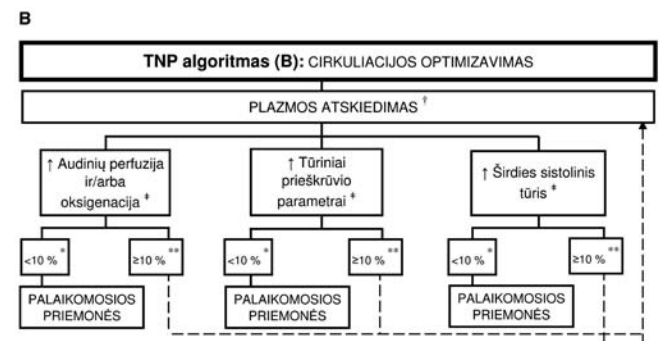 B
TNP algoritmas (B): CIRKULIACIJOS OPTIMIZAVIMAS
PLAZMOS ATSKIEDIMAS †
↑ Audinių perfuzija
ir/arba
oksigenacija ‡
↑ Tūriniai
prieškrūvio
parametrai ‡
↑ Širdies sistolinis
tūris ‡
<10 % *
≥10 % **
<10 % *
≥10 % **
<10 % *
≥10 % **
PALAIKOMOSIOS
PRIEMONĖS
PALAIKOMOSIOS
PRIEMONĖS
PALAIKOMOSIOS
PRIEMONĖS